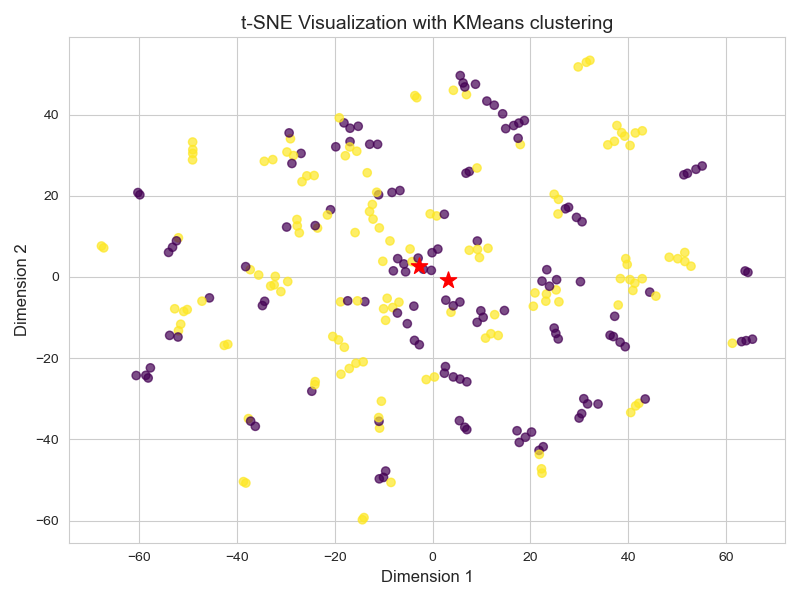 t-SNE Visualization with KMeans clustering
Dimension 2
40
20
0
−20
−40
−60
−60 −40 −20 0 20 40 60
Dimension 1